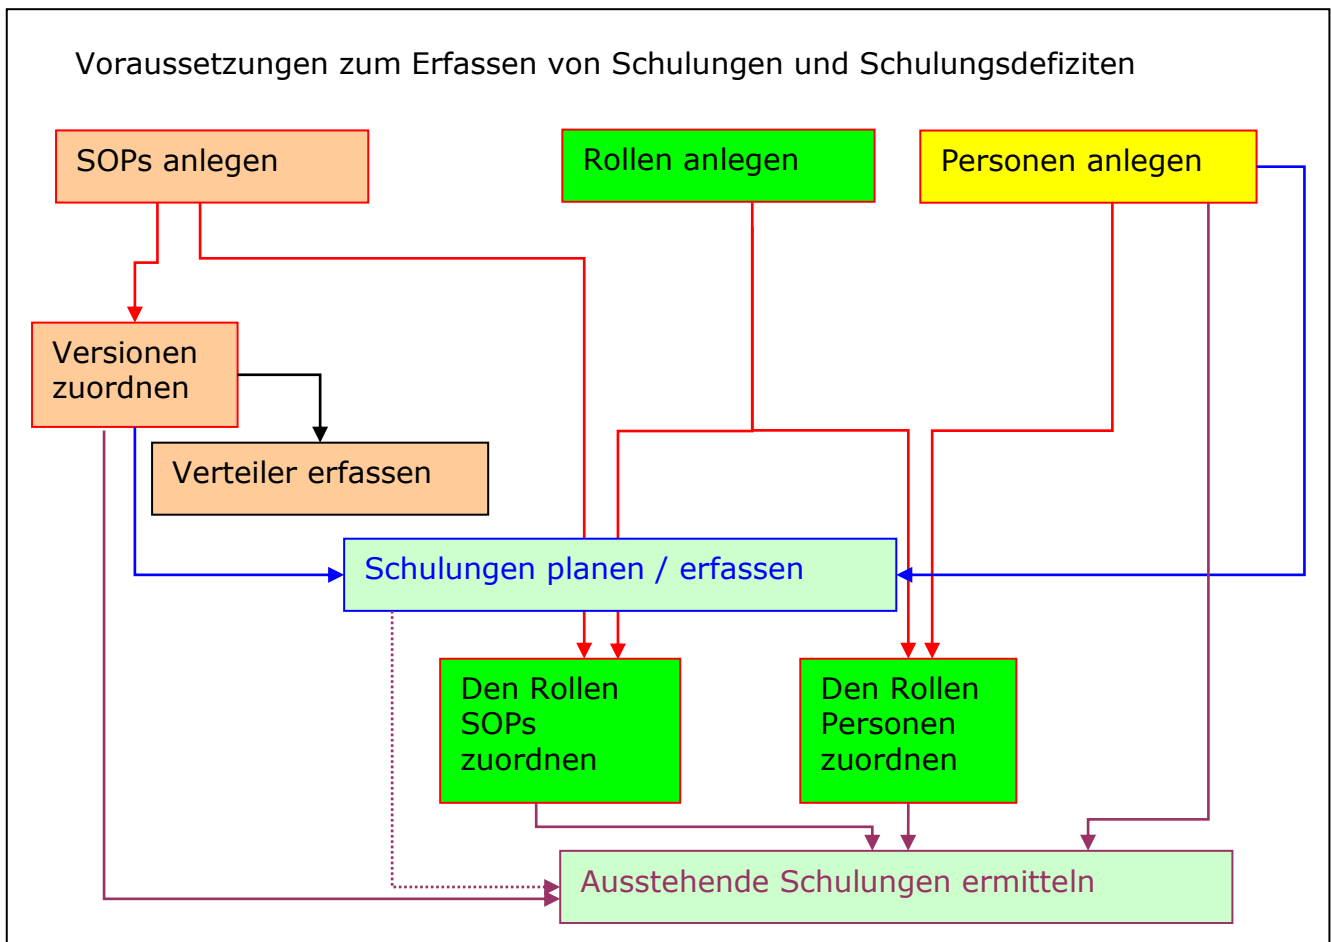 Voraussetzungen zum Erfassen von Schulungen und Schulungsdefiziten
SOPs anlegen
Rollen anlegen
Personen anlegen
Versionen
zuordnen
Verteiler erfassen
Schulungen planen / erfassen
Den Rollen
SOPs
zuordnen
Den Rollen
Personen
zuordnen
Ausstehende Schulungen ermitteln